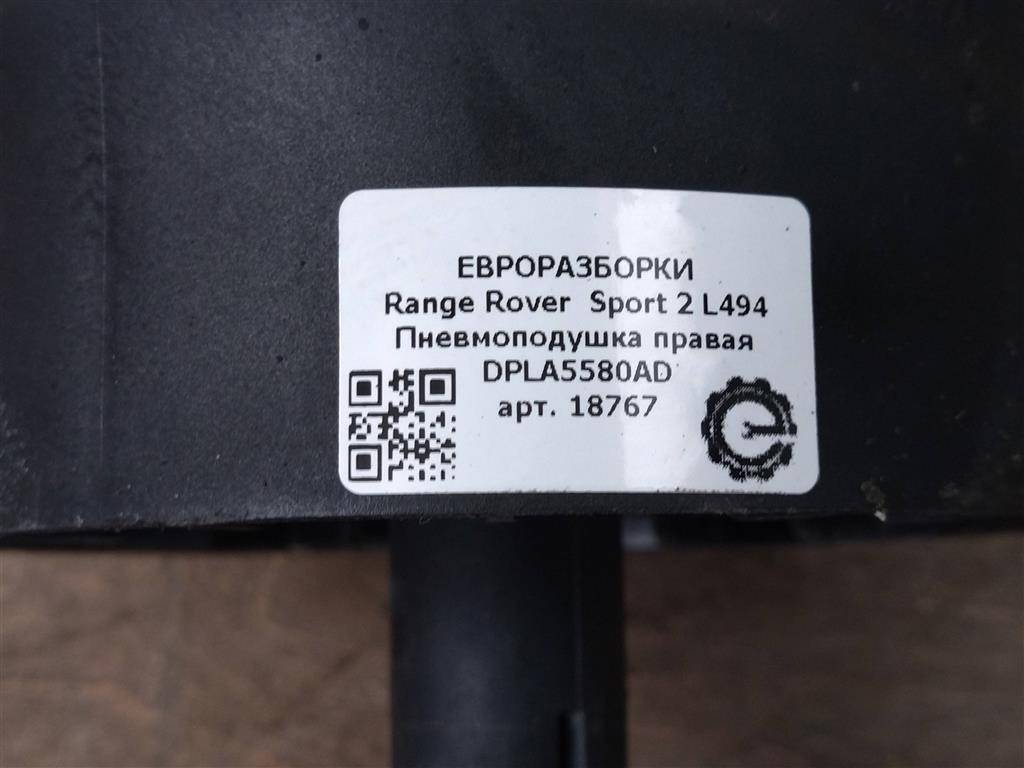 ЕВРОРАЗБОРКИ
Range Rover Sport 2 L494
Пневмоподушка правая
DPLA5580AD
арт. 18767